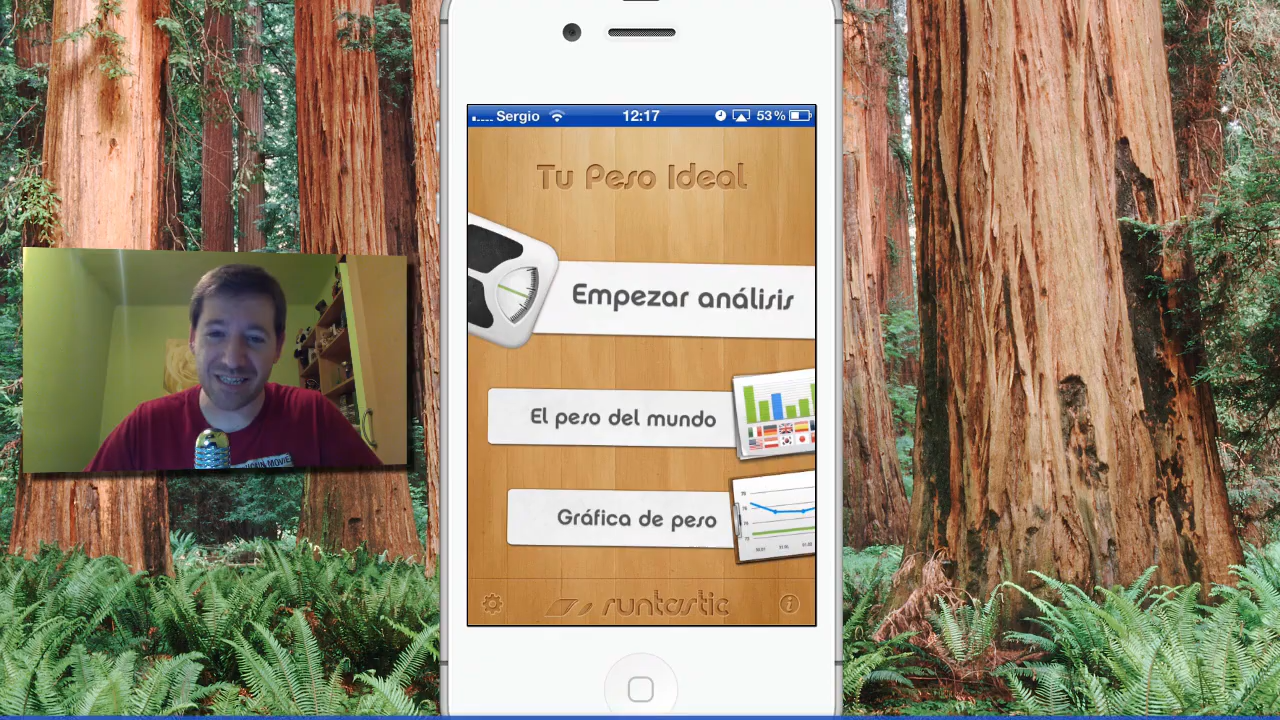 Sergio 12:17 53%
Tu Peso Ideal
Empezar análisis
El peso del mundo
Gráfica de peso
runtastic